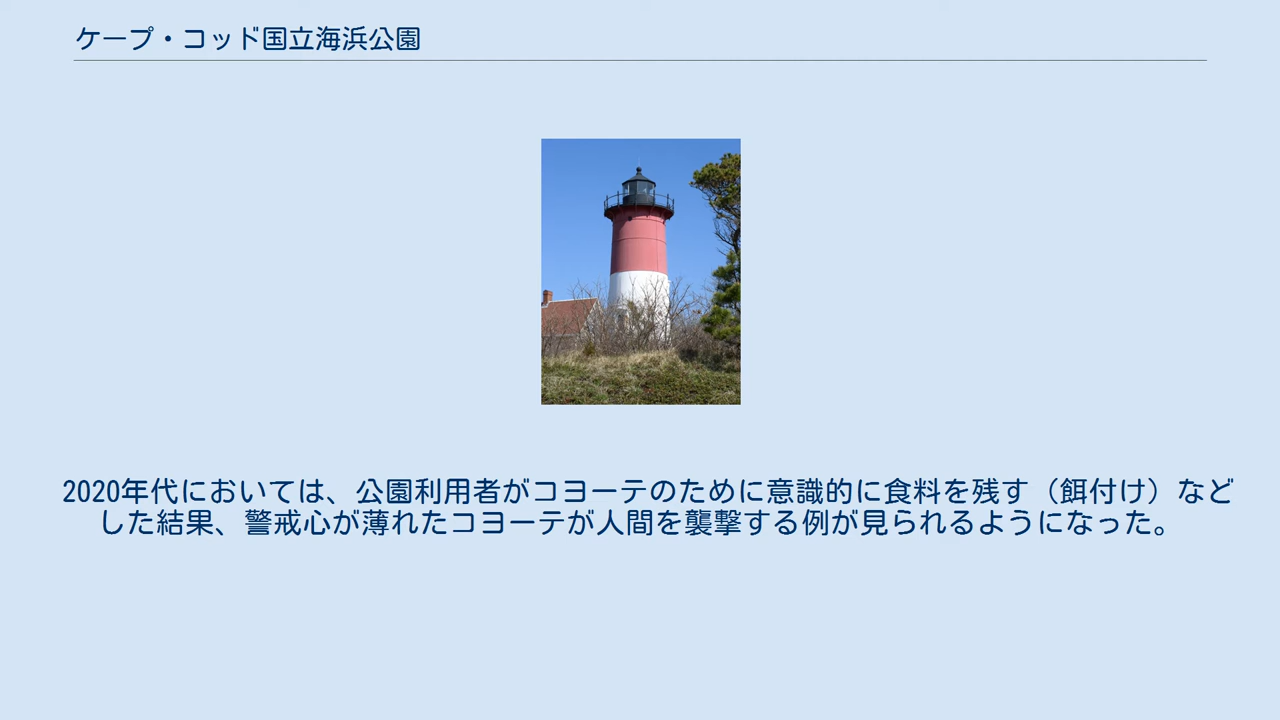 ケープ・コッド国立海浜公園
2020年代においては、公園利用者がコヨーテのために意識的に食料を残す（餌付け）など
した結果、警戒心が薄れたコヨーテが人間を襲撃する例が見られるようになった。